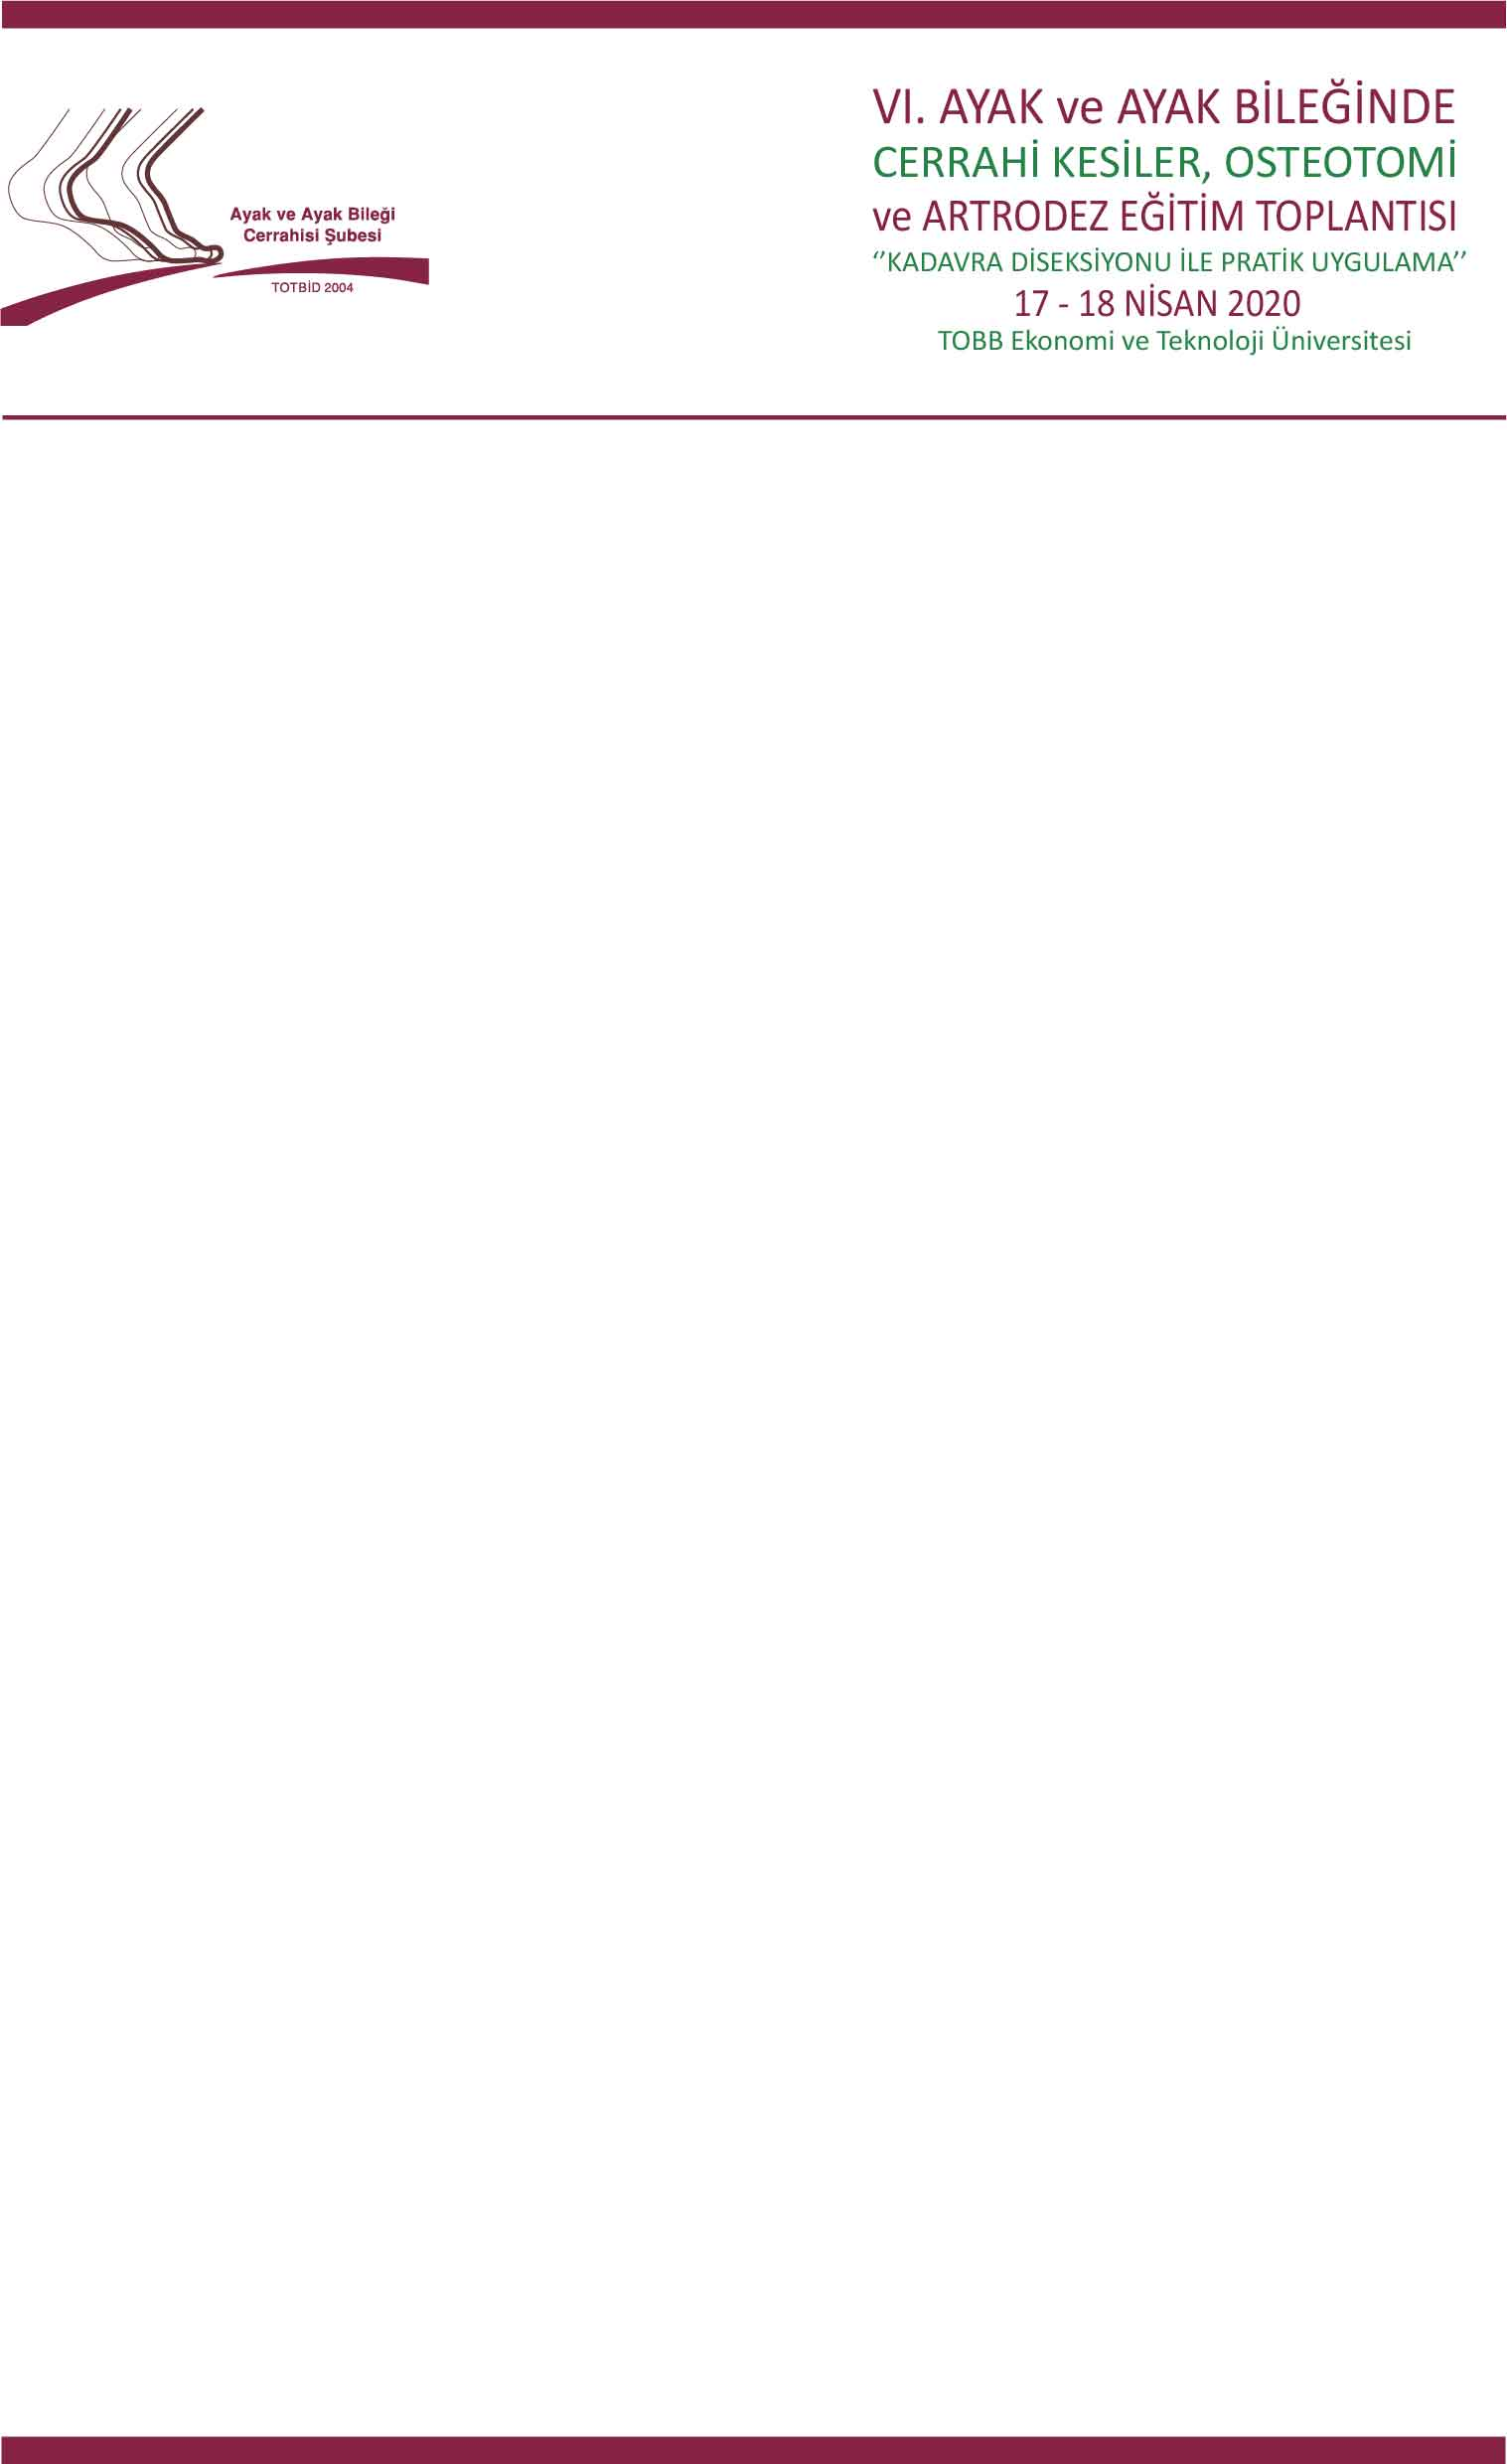 Ayak ve Ayak Bileği
Cerrahisi Şubesi
TOTBİD 2004
VI. AYAK ve AYAK BİLEĞİNDE
CERRAHİ KESİLER, OSTEOTOMİ
ve ARTRODEZ EĞİTİM TOPLANTISI
‘’KADAVRA DİSEKSİYONU İLE PRATİK UYGULAMA’’
17 - 18 NİSAN 2020
TOBB Ekonomi ve Teknoloji Üniversitesi